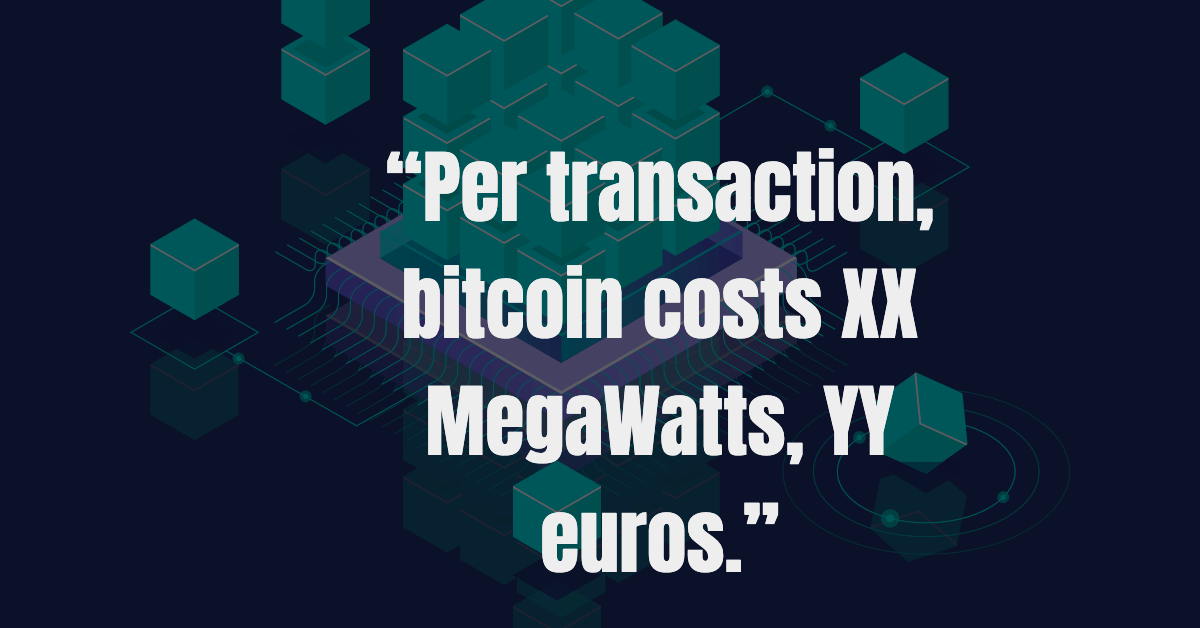 “Per transaction,
bitcoin costs XX
MegaWatts, YY
euros.”